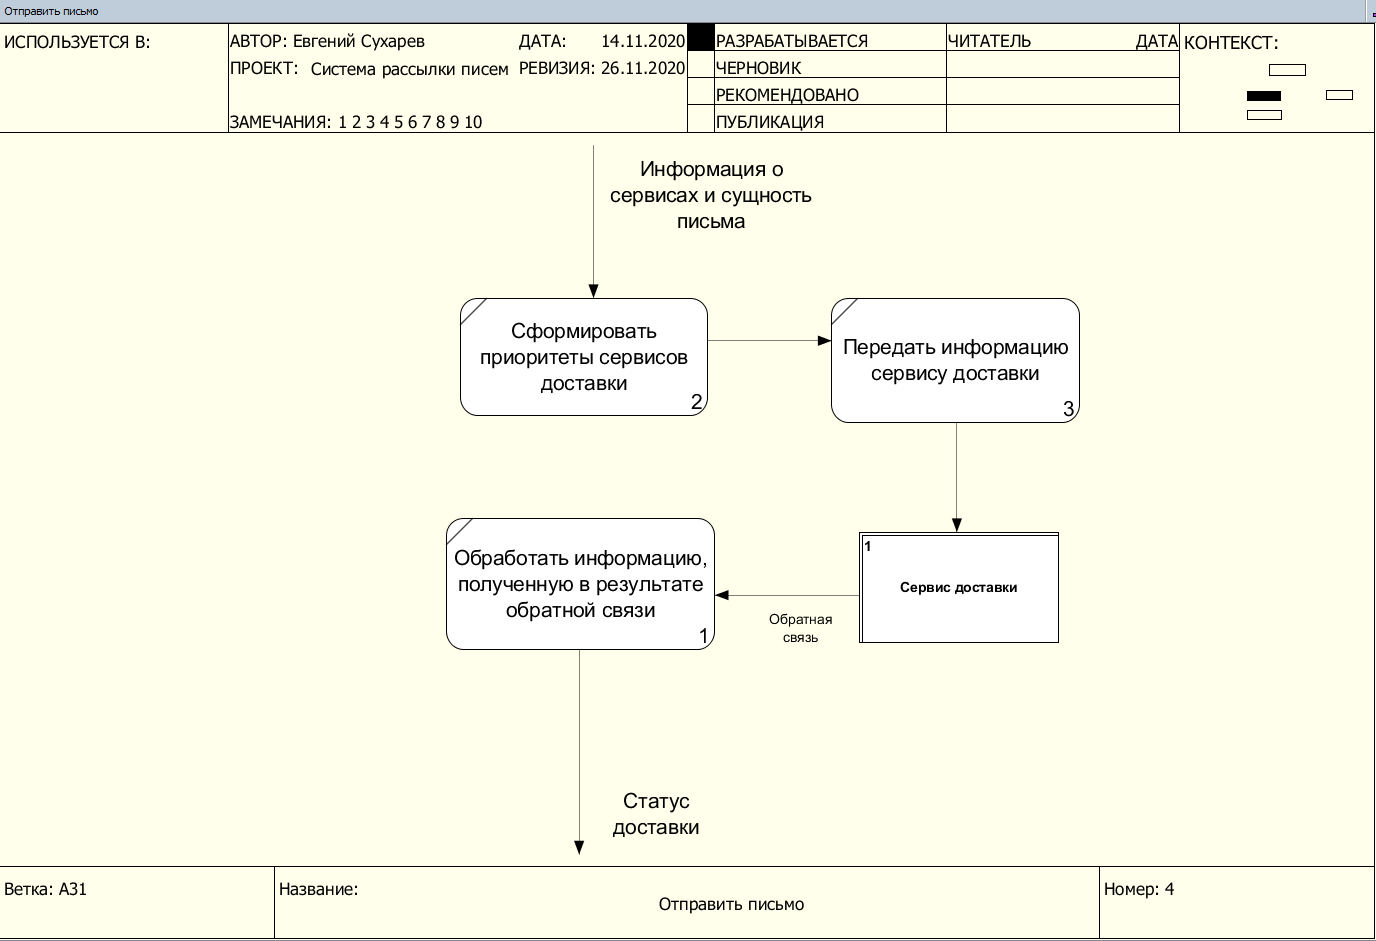 Отправить письмо
ИСПОЛЬЗУЕТСЯ В:
АВТОР: Евгений Сухарев
ДАТА: 14.11.2020
ПРОЕКТ: Система рассылки писем
РЕВИЗИЯ: 26.11.2020
ЗАМЕЧАНИЯ: 1 2 3 4 5 6 7 8 9 10
РАЗРАБАТЫВАЕТСЯ
ЧЕРНОВИК
РЕКОМЕНДОВАНО
ПУБЛИКАЦИЯ
ЧИТАТЕЛЬ ДАТА
КОНТЕКСТ:
Информация о
сервисах и сущность
письма
Сформировать
приоритеты сервисов
доставки
2
Передать информацию
сервису доставки
3
Обработать информацию,
полученную в результате
обратной связи
1
Обратная
связь
1
Сервис доставки
Статус
доставки
Ветка: A31
Название:
Отправить письмо
Номер: 4